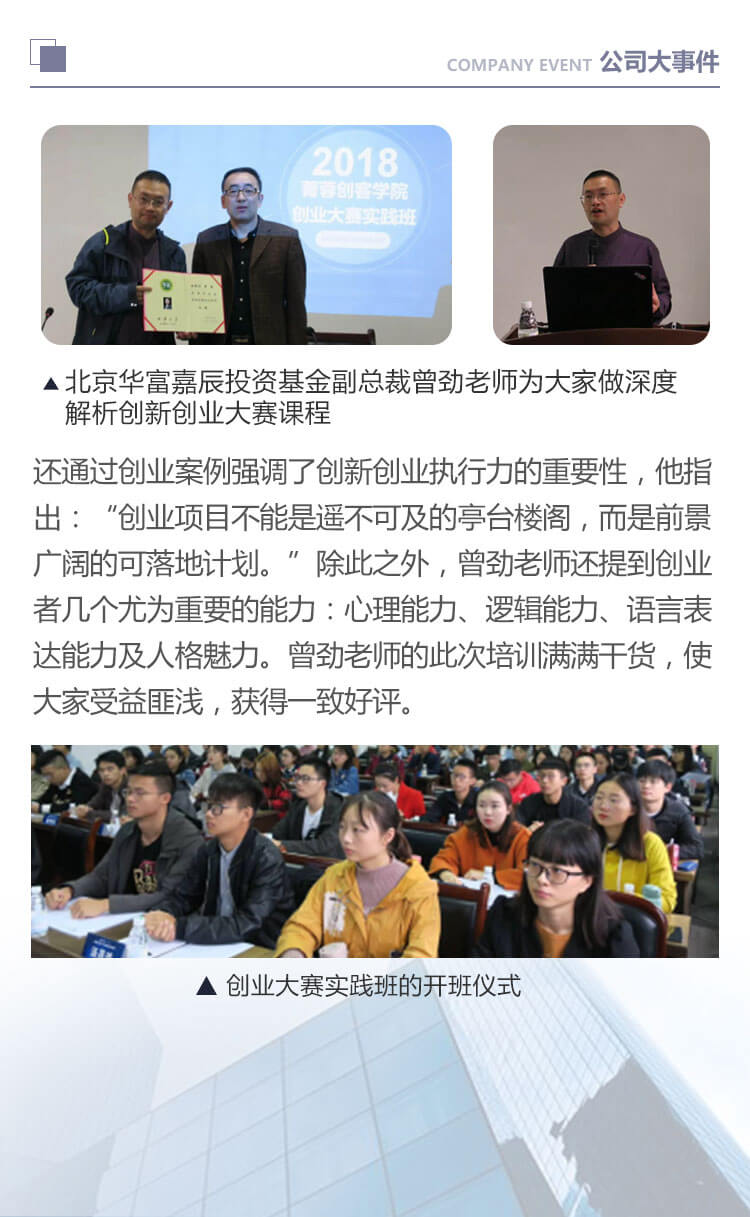 COMPANY EVENT 公司大事件
2018
菁蓉创客学院
创业大赛实践班
▲北京华富嘉辰投资基金副总裁曾劲老师为大家做深度
解析创新创业大赛课程
还通过创业案例强调了创新创业执行力的重要性，他指
出：“创业项目不能是遥不可及的亭台楼阁，而是前景
广阔的可落地计划。”除此之外，曾劲老师还提到创业
者几个尤为重要的能力：心理能力、逻辑能力、语言表
达能力及人格魅力。曾劲老师的此次培训满满干货，使
大家受益匪浅，获得一致好评。
▲ 创业大赛实践班的开班仪式